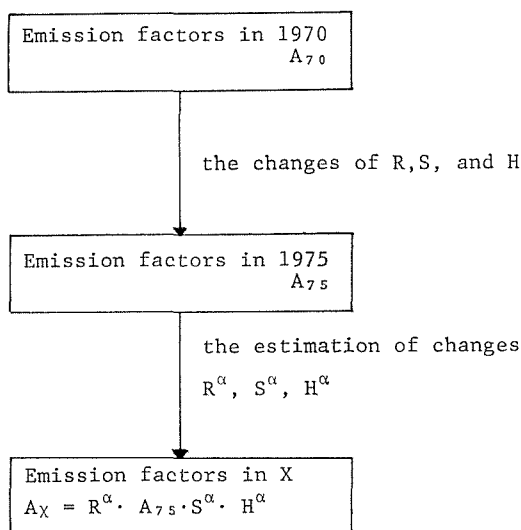 Emission factors in 1970
A₇₀
the changes of R,S, and H
Emission factors in 1975
A₇₅
the estimation of changes
R^α, S^α, H^α
Emission factors in X
Aχ = R^α· A₇₅·S^α· H^α